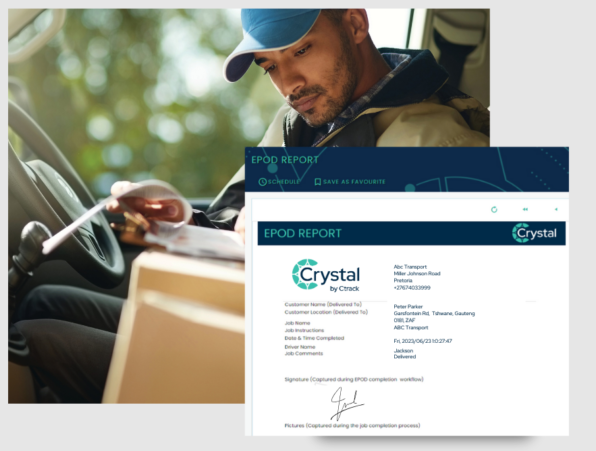 EPOD REPORT
SCHEDULE SAVE AS FAVOURITE
EPOD REPORT
Crystal
Crystal
by Ctrack
Abc Transport
Miller Johnson Road
Pretoria
+27674033999
Customer Name (Delivered To) Peter Parker
Customer Location (Delivered To) Garsfontein Rd, Tshwane, Gauteng
0181, ZAF
Job Name ABC Transport
Job Instructions
Date & Time Completed Fri, 2023/06/23 10:27:47
Driver Name Jackson
Job Comments Delivered
Signature (Captured during EPOD completion workflow)
Pictures (Captured during the job completion process)